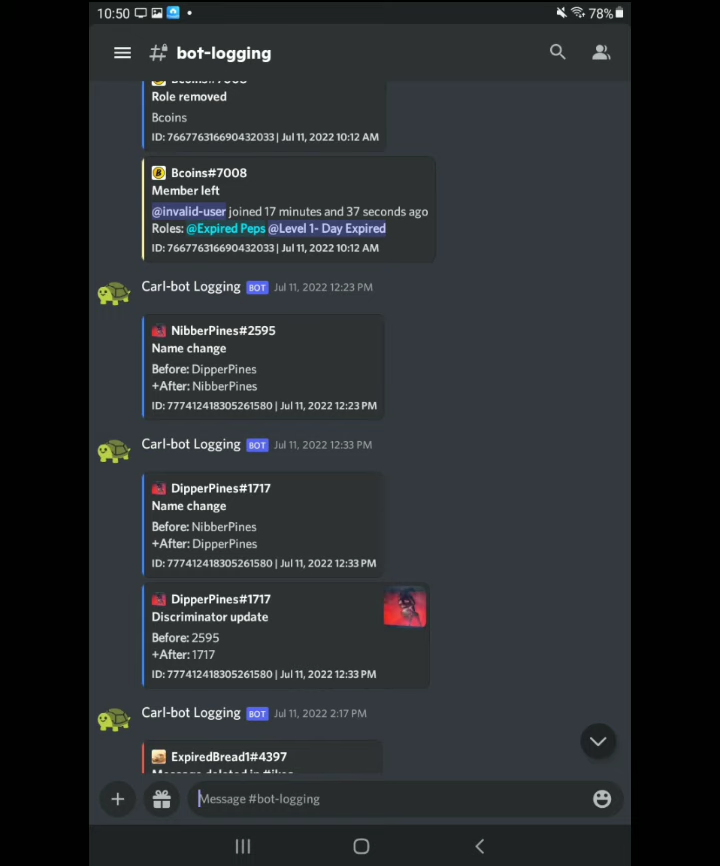 10:50
78%
# bot-logging
Bcoins#7008
Role removed
Bcoins
ID: 766776316690432033 | Jul 11, 2022 10:12 AM
Bcoins#7008
Member left
@invalid-user joined 17 minutes and 37 seconds ago
Roles: @Expired Peps @Level 1- Day Expired
ID: 766776316690432033 | Jul 11, 2022 10:12 AM
Carl-bot Logging BOT Jul 11, 2022 12:23 PM
NibberPines#2595
Name change
Before: DipperPines
+After: NibberPines
ID: 777412418305261580 | Jul 11, 2022 12:23 PM
Carl-bot Logging BOT Jul 11, 2022 12:33 PM
DipperPines#1717
Name change
Before: NibberPines
+After: DipperPines
ID: 777412418305261580 | Jul 11, 2022 12:33 PM
DipperPines#1717
Discriminator update
Before: 2595
+After: 1717
ID: 777412418305261580 | Jul 11, 2022 12:33 PM
Carl-bot Logging BOT Jul 11, 2022 2:17 PM
ExpiredBread1#4397
Message deleted in #ikea
Message #bot-logging